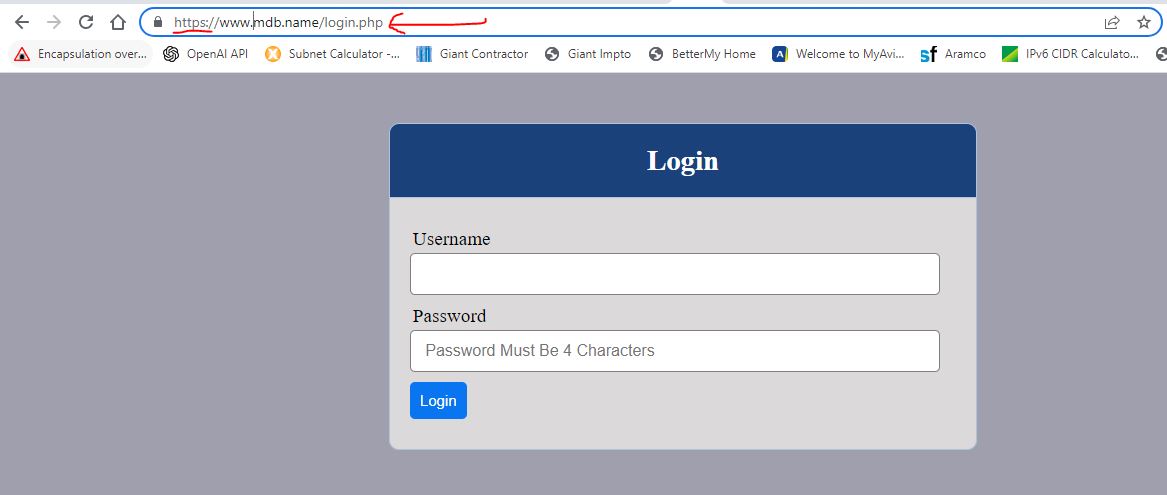 https://www.mdb.name/login.php
Encapsulation over... OpenAI API Subnet Calculator -... Giant Contractor Giant Impto BetterMy Home A Welcome to MyAvi... sf Aramco IPv6 CIDR Calculato...
Login
Username
Password
Password Must Be 4 Characters
Login